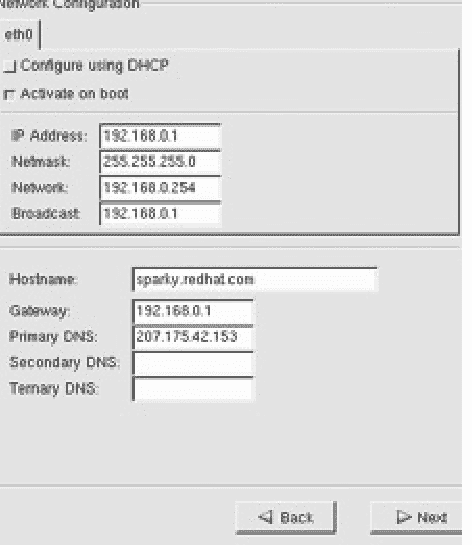 Network Configuration
eth0
Configure using DHCP
Activate on boot
IP Address: 192.168.0.1
Netmask: 255.255.255.0
Network: 192.168.0.254
Broadcast: 192.168.0.1
Hostname: sparky.redhat.com
Gateway: 192.168.0.1
Primary DNS: 207.175.42.153
Secondary DNS:
Ternary DNS:
Back Next